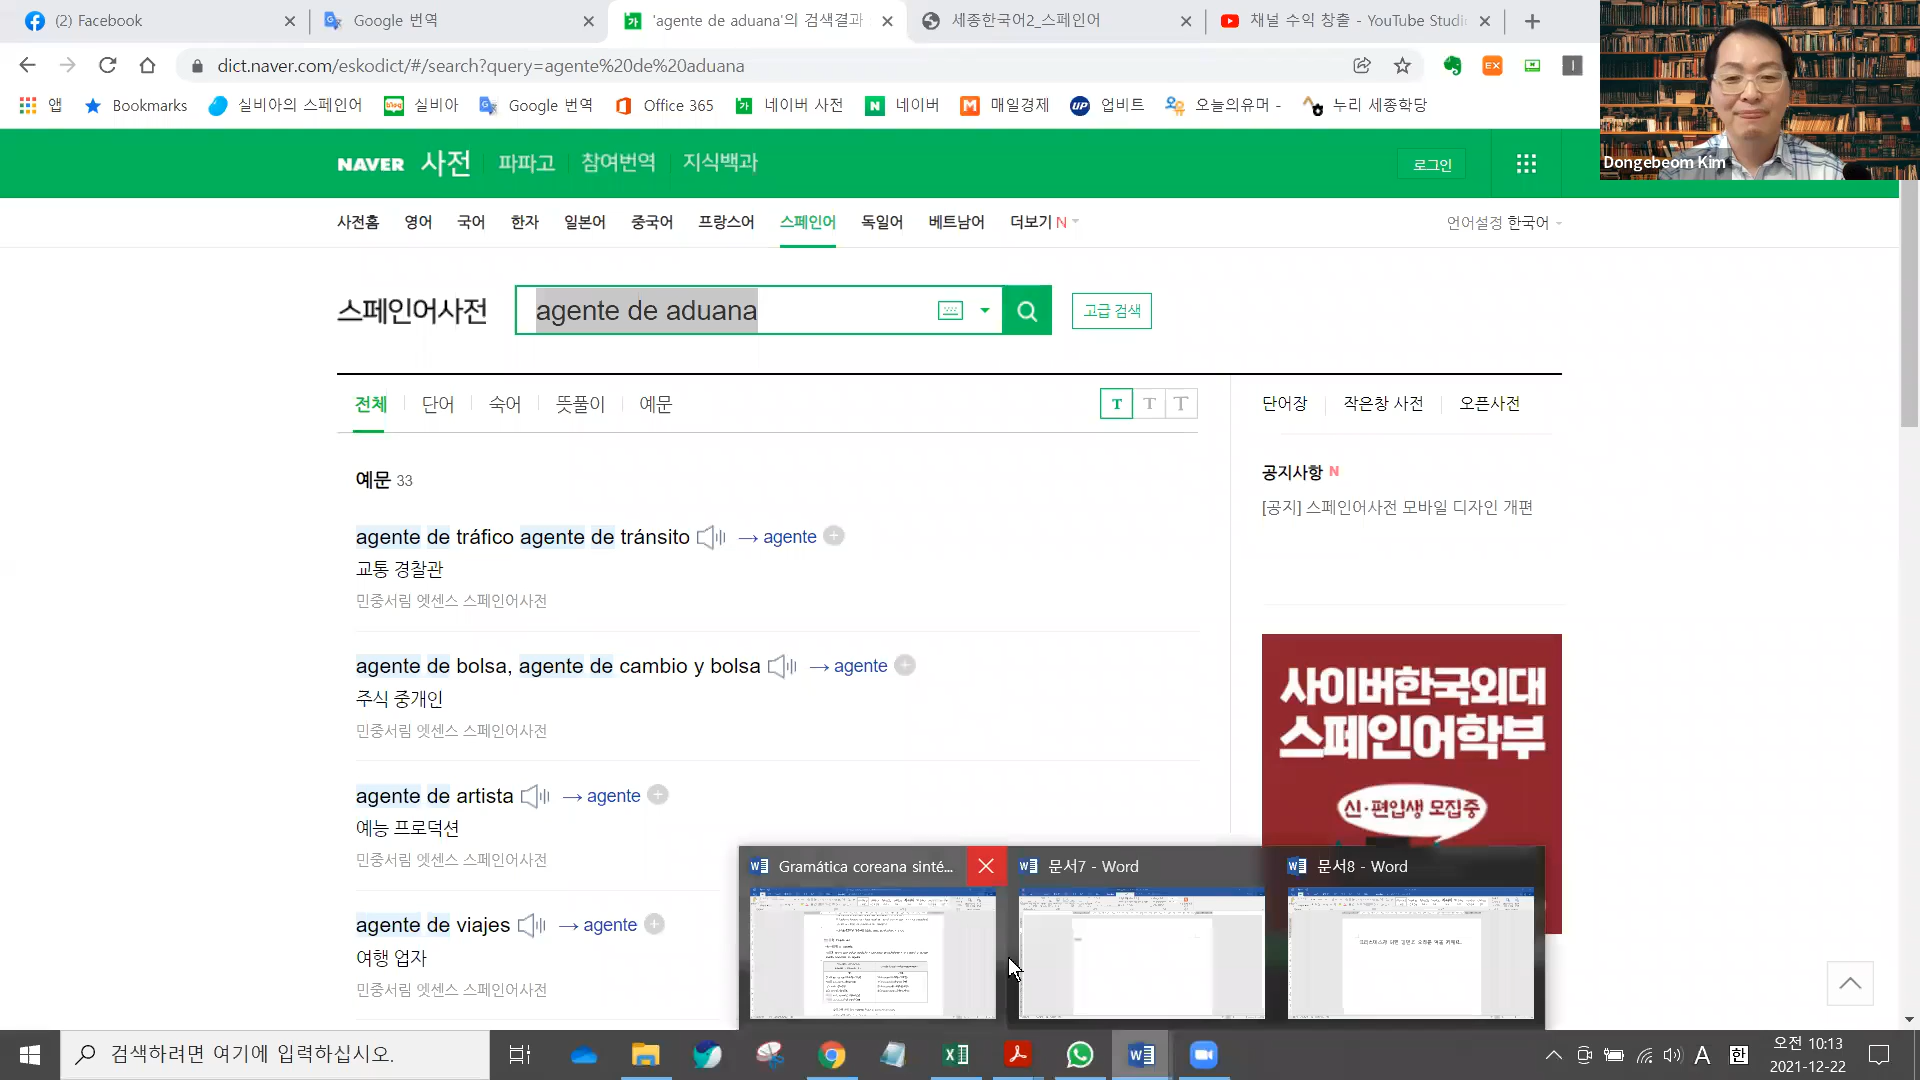 (2) Facebook
Google 번역
'agente de aduana'의 검색결과
세종한국어2_스페인어
채널 수익 창출 - YouTube Studi
dict.naver.com/eskodict/#/search?query=agente%20de%20aduana
앱
Bookmarks
실비아의 스페인어
실비아
Google 번역
Office 365
네이버 사전
네이버
매일경제
업비트
오늘의유머 -
누리 세종학당
Dongebeom Kim
NAVER 사전
파파고
참여번역
지식백과
로그인
사전홈
영어
국어
한자
일본어
중국어
프랑스어
스페인어
독일어
베트남어
더보기 N
언어설정 한국어
스페인어사전
agente de aduana
고급 검색
전체
단어
숙어
뜻풀이
예문
T T T
단어장
작은창 사전
오픈사전
예문 33
공지사항 N
[공지] 스페인어사전 모바일 디자인 개편
agente de tráfico agente de tránsito → agente
교통 경찰관
민중서림 엣센스 스페인어사전
agente de bolsa, agente de cambio y bolsa → agente
주식 중개인
민중서림 엣센스 스페인어사전
agente de artista → agente
예능 프로덕션
민중서림 엣센스 스페인어사전
agente de viajes → agente
여행 업자
민중서림 엣센스 스페인어사전
사이버한국외대
스페인어학부
신·편입생 모집중
Gramática coreana sinté...
문서7 - Word
문서8 - Word
검색하려면 여기에 입력하십시오.
A
한
오전 10:13
2021-12-22